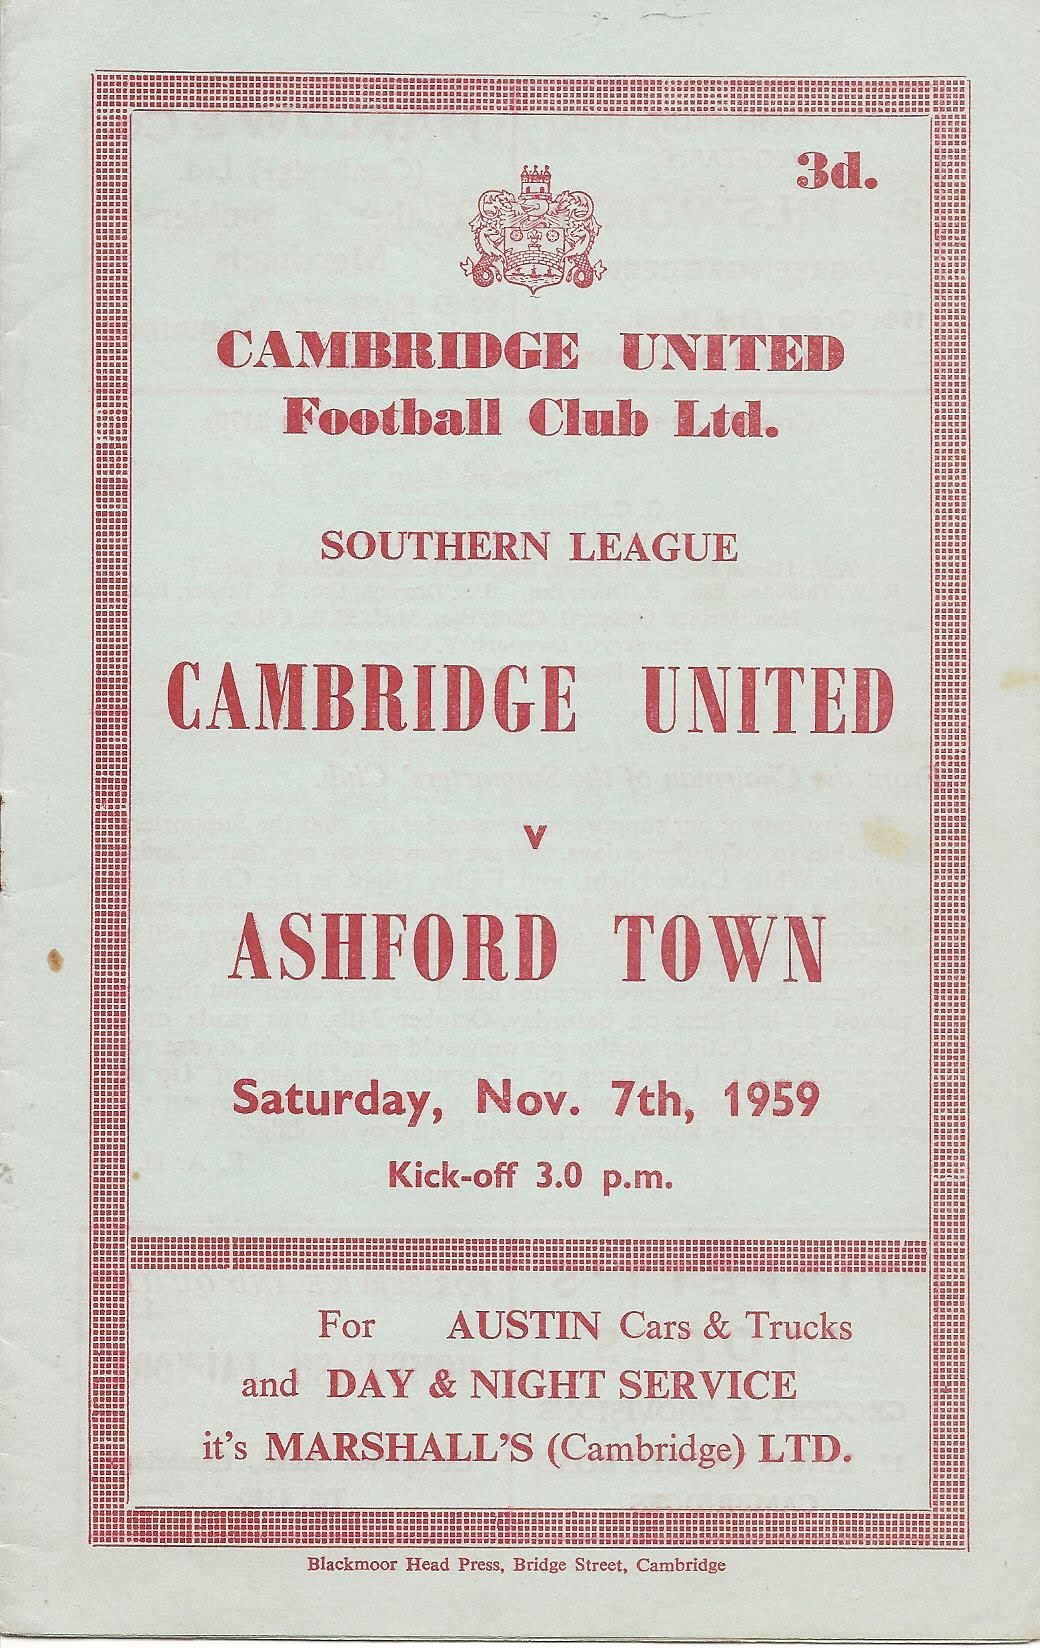 3d.
CAMBRIDGE UNITED
Football Club Ltd.
SOUTHERN LEAGUE
CAMBRIDGE UNITED
v
ASHFORD TOWN
Saturday, Nov. 7th, 1959
Kick-off 3.0 p.m.
For AUSTIN Cars & Trucks
and DAY & NIGHT SERVICE
it's MARSHALL'S (Cambridge) LTD.
Blackmoor Head Press, Bridge Street, Cambridge